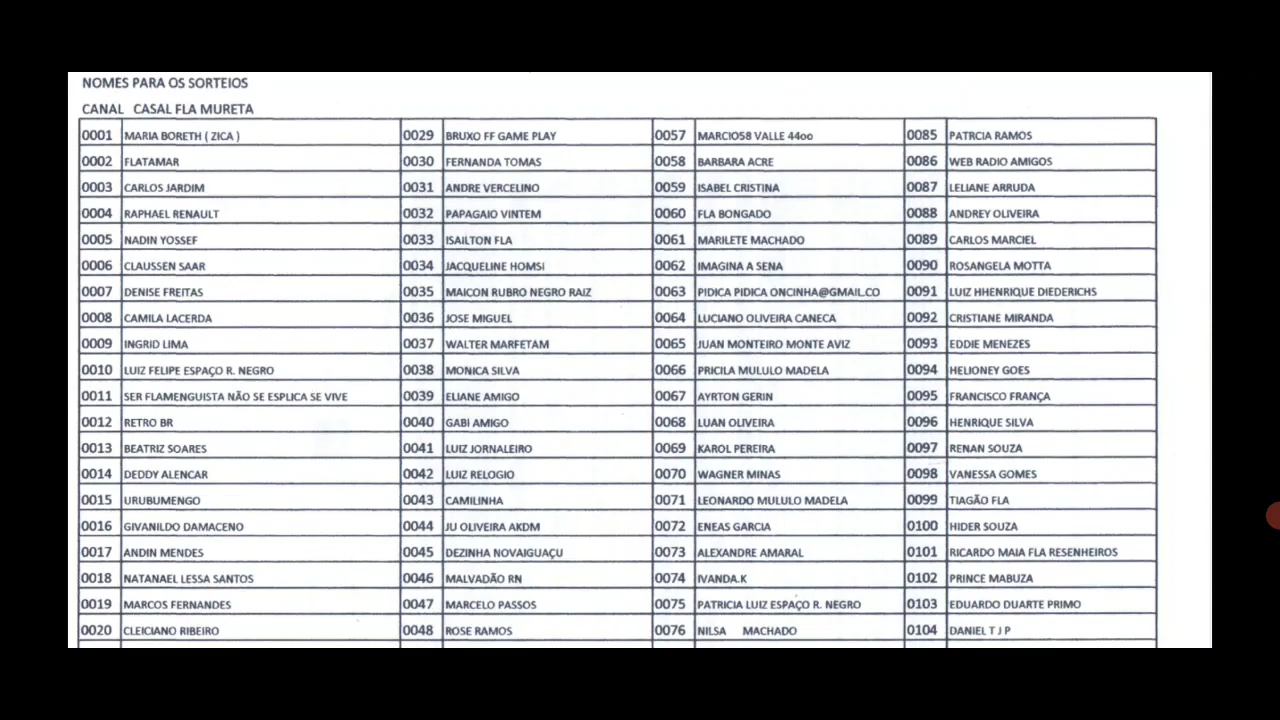 NOMES PARA OS SORTEIOS
CANAL CASAL FLA MURETA
0001 MARIA BORETH ( ZICA ) 0029 BRUXO FF GAME PLAY 0057 MARCIO58 VALLE 44oo 0085 PATRCIA RAMOS
0002 FLATAMAR 0030 FERNANDA TOMAS 0058 BARBARA ACRE 0086 WEB RADIO AMIGOS
0003 CARLOS JARDIM 0031 ANDRE VERCELINO 0059 ISABEL CRISTINA 0087 LELIANE ARRUDA
0004 RAPHAEL RENAULT 0032 PAPAGAIO VINTEM 0060 FLA BONGADO 0088 ANDREY OLIVEIRA
0005 NADIN YOSSEF 0033 ISAILTON FLA 0061 MARILETE MACHADO 0089 CARLOS MARCIEL
0006 CLAUSSEN SAAR 0034 JACQUELINE HOMSI 0062 IMAGINA A SENA 0090 ROSANGELA MOTTA
0007 DENISE FREITAS 0035 MAICON RUBRO NEGRO RAIZ 0063 PIDICA PIDICA ONCINHA@GMAIL.CO 0091 LUIZ HHENRIQUE DIEDERICHS
0008 CAMILA LACERDA 0036 JOSE MIGUEL 0064 LUCIANO OLIVEIRA CANECA 0092 CRISTIANE MIRANDA
0009 INGRID LIMA 0037 WALTER MARFETAM 0065 JUAN MONTEIRO MONTE AVIZ 0093 EDDIE MENEZES
0010 LUIZ FELIPE ESPAÇO R. NEGRO 0038 MONICA SILVA 0066 PRICILA MULULO MADELA 0094 HELIONEY GOES
0011 SER FLAMENGUISTA NÃO SE ESPLICA SE VIVE 0039 ELIANE AMIGO 0067 AYRTON GERIN 0095 FRANCISCO FRANÇA
0012 RETRO BR 0040 GABI AMIGO 0068 LUAN OLIVEIRA 0096 HENRIQUE SILVA
0013 BEATRIZ SOARES 0041 LUIZ JORNALEIRO 0069 KAROL PEREIRA 0097 RENAN SOUZA
0014 DEDDY ALENCAR 0042 LUIZ RELOGIO 0070 WAGNER MINAS 0098 VANESSA GOMES
0015 URUBUMENGO 0043 CAMILINHA 0071 LEONARDO MULULO MADELA 0099 TIAGÃO FLA
0016 GIVANILDO DAMACENO 0044 JU OLIVEIRA AKDM 0072 ENEAS GARCIA 0100 HIDER SOUZA
0017 ANDIN MENDES 0045 DEZINHA NOVAIGUAÇU 0073 ALEXANDRE AMARAL 0101 RICARDO MAIA FLA RESENHEIROS
0018 NATANAEL LESSA SANTOS 0046 MALVADÃO RN 0074 IVANDA.K 0102 PRINCE MABUZA
0019 MARCOS FERNANDES 0047 MARCELO PASSOS 0075 PATRICIA LUIZ ESPAÇO R. NEGRO 0103 EDUARDO DUARTE PRIMO
0020 CLEICIANO RIBEIRO 0048 ROSE RAMOS 0076 NILSA MACHADO 0104 DANIEL T J P